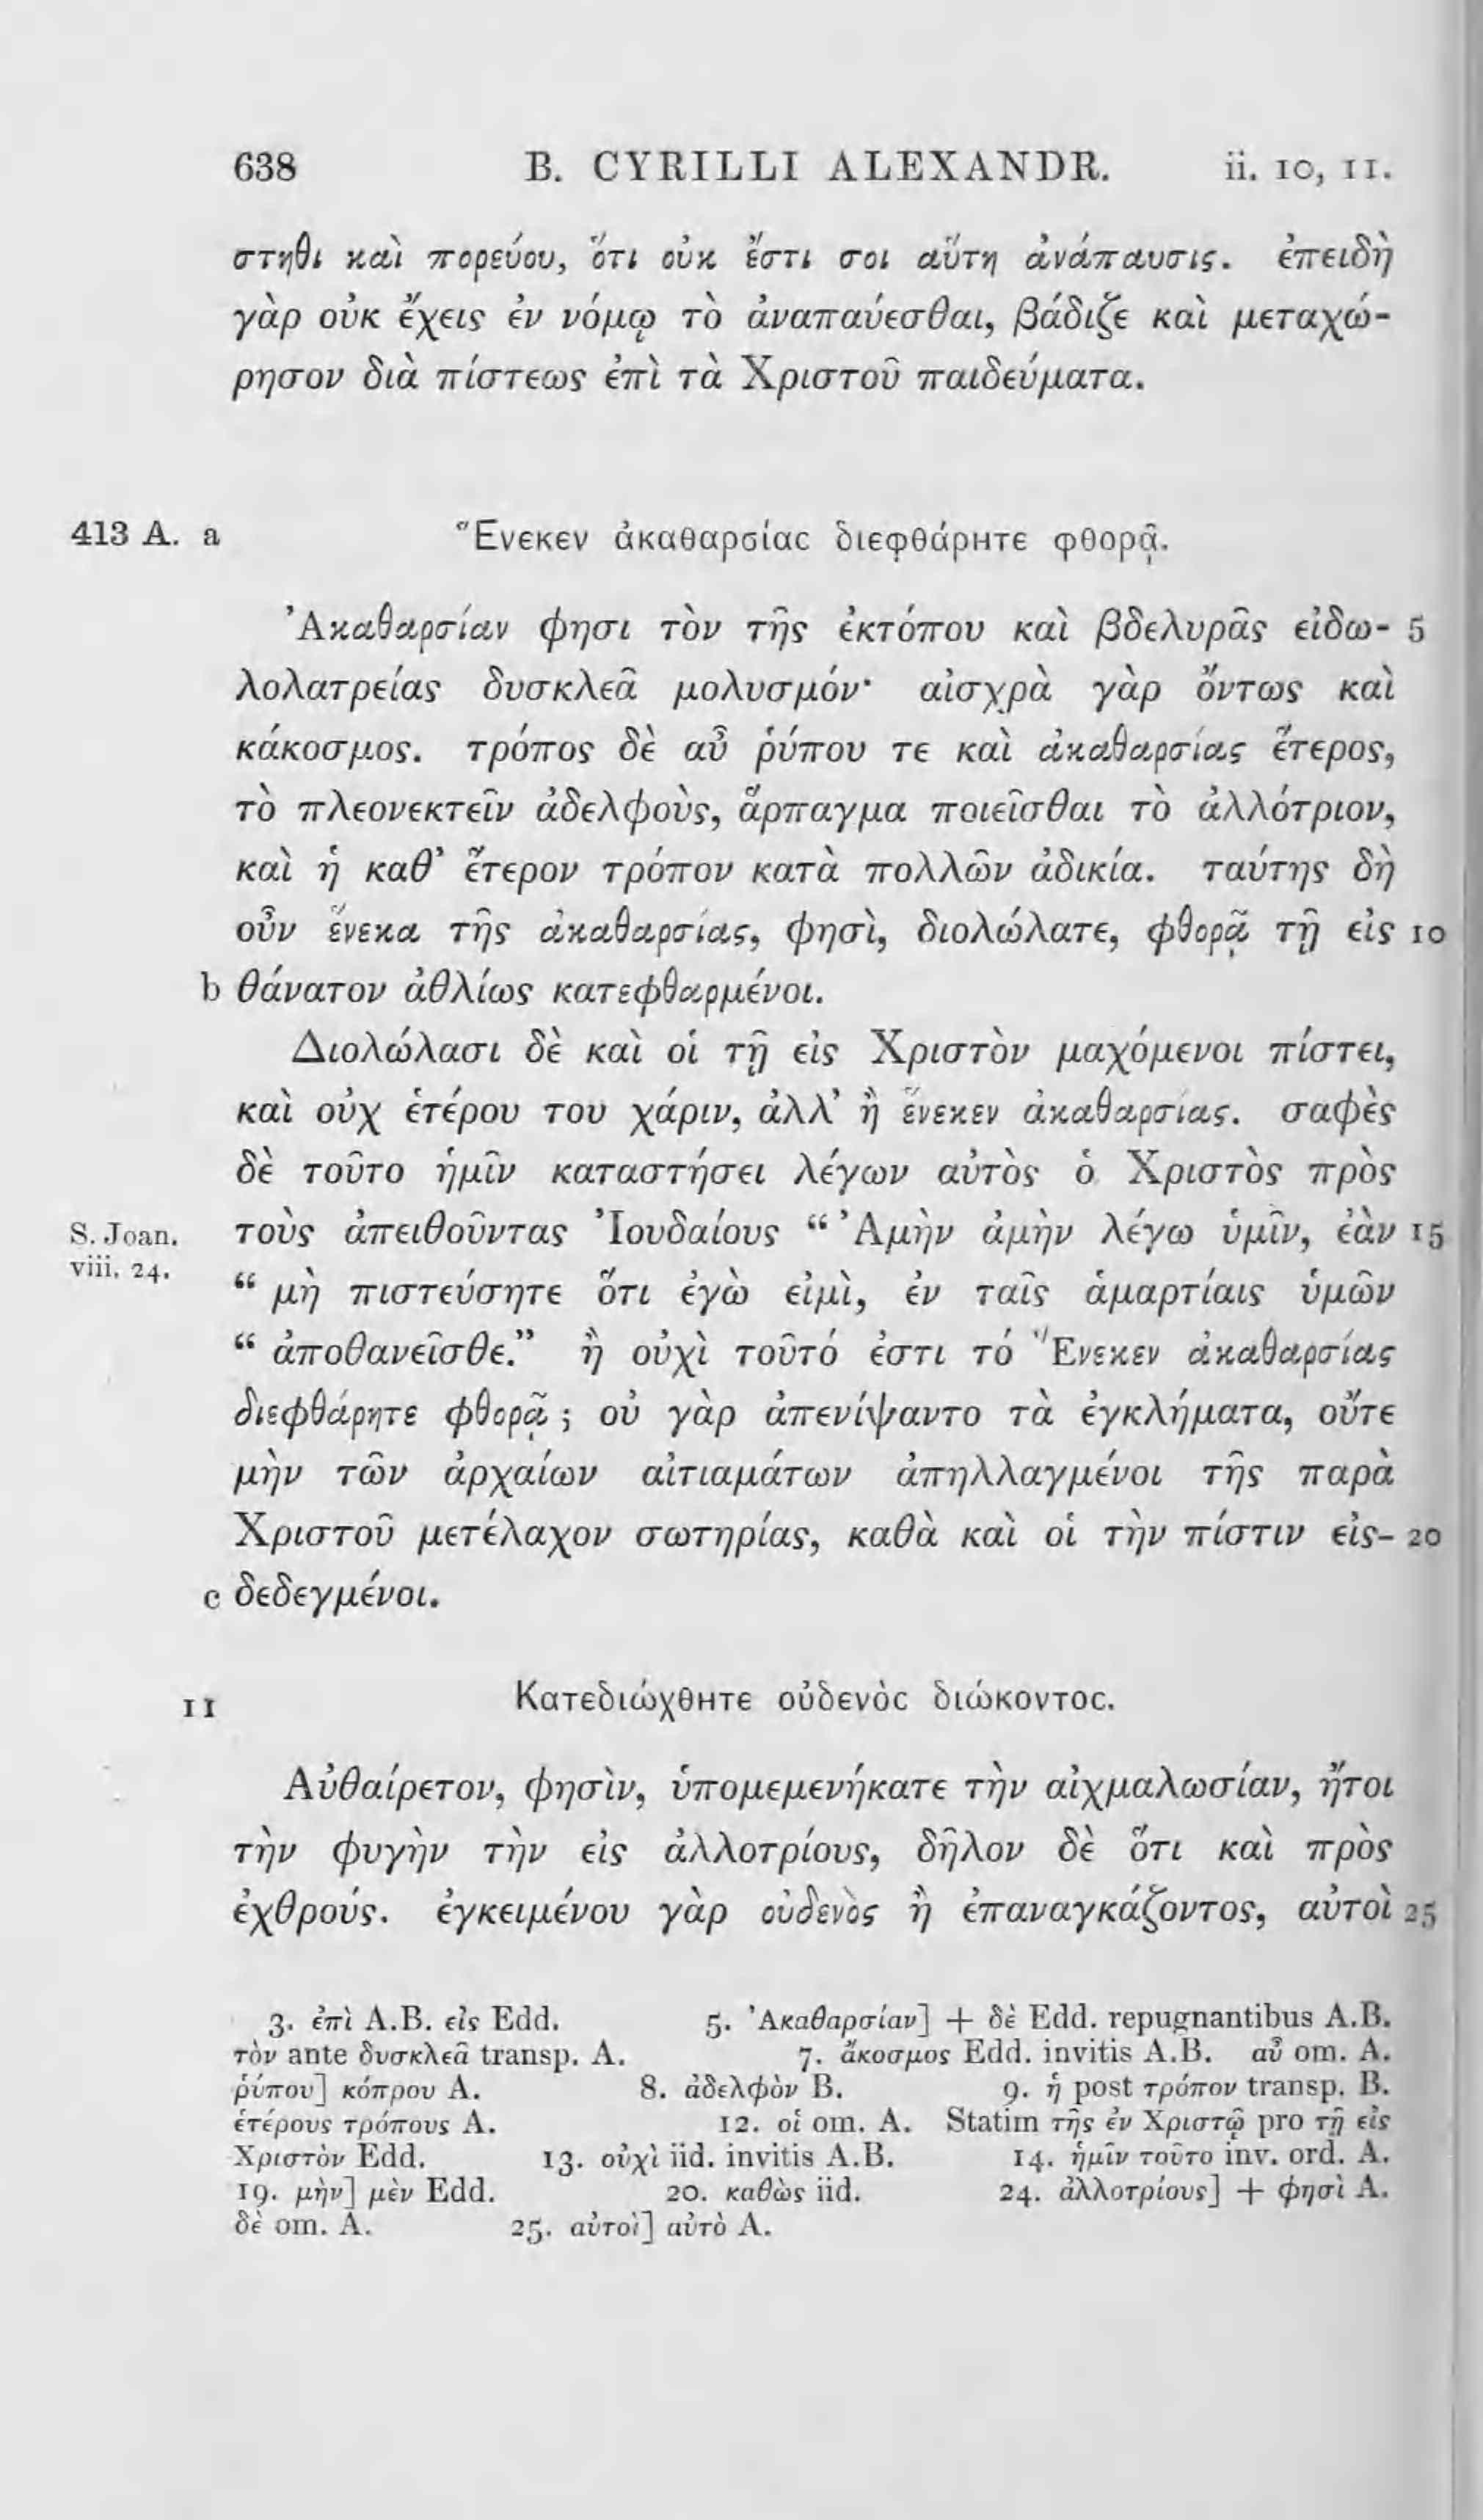 638 B. CYRILLI ALEXANDR. ii. 10, 11.
στηθι καὶ πορεύου, ὅτι οὐκ ἔστι σοι αὕτη ἀνάπαυσις. ἐπειδὴ
γὰρ οὐκ ἔχεις ἐν νόμῳ τὸ ἀναπαύεσθαι, βάδιζε καὶ μεταχώ-
ρησον διὰ πίστεως ἐπὶ τὰ Χριστοῦ παιδεύματα.
413 A. a Ἕνεκεν ἀκαθαρσίας διεφθάρητε φθορᾷ.
Ἀκαθαρσίαν φησι τὸν τῆς ἐκτόπου καὶ βδελυρᾶς εἰδω- 5
λολατρείας δυσκλεᾶ μολυσμόν· αἰσχρὰ γὰρ ὄντως καὶ
κάκοσμος. τρόπος δὲ αὖ ῥύπου τε καὶ ἀκαθαρσίας ἕτερος,
τὸ πλεονεκτεῖν ἀδελφοὺς, ἅρπαγμα ποιεῖσθαι τὸ ἀλλότριον,
καὶ ἡ καθ’ ἕτερον τρόπον κατὰ πολλῶν ἀδικία. ταύτης δὴ
οὖν ἕνεκα τῆς ἀκαθαρσίας, φησὶ, διολώλατε, φθορᾷ τῇ εἰς 10
b θάνατον ἀθλίως κατεφθαρμένοι.
Διολώλασι δὲ καὶ οἱ τῇ εἰς Χριστὸν μαχόμενοι πίστει,
καὶ οὐχ ἑτέρου του χάριν, ἀλλ’ ἢ ἕνεκεν ἀκαθαρσίας. σαφὲς
δὲ τοῦτο ἡμῖν καταστήσει λέγων αὐτὸς ὁ Χριστὸς πρὸς
S. Joan. τοὺς ἀπειθοῦντας Ἰουδαίους “ Ἀμὴν ἀμὴν λέγω ὑμῖν, ἐὰν 15
viii. 24. “ μὴ πιστεύσητε ὅτι ἐγὼ εἰμὶ, ἐν ταῖς ἁμαρτίαις ὑμῶν
“ ἀποθανεῖσθε.” ἢ οὐχὶ τοῦτό ἐστι τό Ἕνεκεν ἀκαθαρσίας
διεφθάρητε φθορᾷ ; οὐ γὰρ ἀπενίψαντο τὰ ἐγκλήματα, οὔτε
μὴν τῶν ἀρχαίων αἰτιαμάτων ἀπηλλαγμένοι τῆς παρὰ
Χριστοῦ μετέλαχον σωτηρίας, καθὰ καὶ οἱ τὴν πίστιν εἰς- 20
c δεδεγμένοι.
11 Κατεδιώχθητε οὐδενὸς διώκοντος.
Αὐθαίρετον, φησὶν, ὑπομεμενήκατε τὴν αἰχμαλωσίαν, ἤτοι
τὴν φυγὴν τὴν εἰς ἀλλοτρίους, δῆλον δὲ ὅτι καὶ πρὸς
ἐχθρούς. ἐγκειμένου γὰρ οὐδενὸς ἢ ἐπαναγκάζοντος, αὐτοὶ 25
3. ἐπὶ A.B. εἰς Edd. 5. Ἀκαθαρσίαν] + δὲ Edd. repugnantibus A.B.
τὸν ante δυσκλεᾶ transp. A. 7. ἄκοσμος Edd. invitis A.B. αὖ om. A.
ῥύπου] κόπρου A. 8. ἀδελφὸν B. 9. ἡ post τρόπον transp. B.
ἑτέρους τρόπους A. 12. οἱ om. A. Statim τῆς ἐν Χριστῷ pro τῇ εἰς
Χριστὸν Edd. 13. οὐχὶ iid. invitis A.B. 14. ἡμῖν τοῦτο inv. ord. A.
19. μὴν] μὲν Edd. 20. καθὼς iid. 24. ἀλλοτρίους] + φησὶ A.
δὲ om. A. 25. αὐτοὶ] αὐτὸ A.